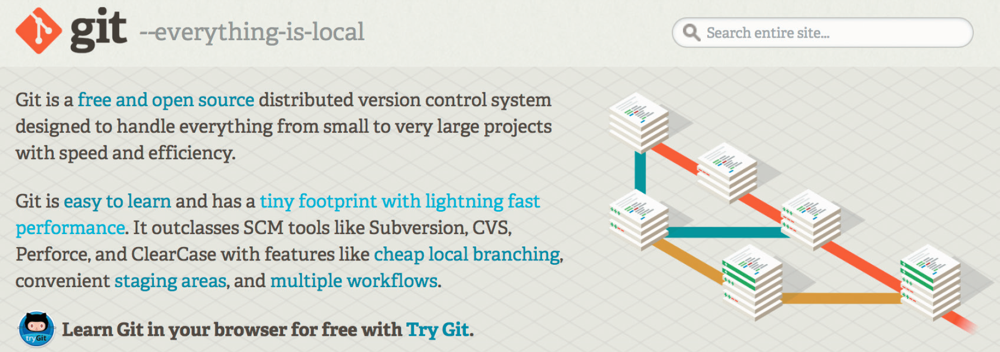 git --everything-is-local
Search entire site...
Git is a free and open source distributed version control system
designed to handle everything from small to very large projects
with speed and efficiency.
Git is easy to learn and has a tiny footprint with lightning fast
performance. It outclasses SCM tools like Subversion, CVS,
Perforce, and ClearCase with features like cheap local branching,
convenient staging areas, and multiple workflows.
tryGit
Learn Git in your browser for free with Try Git.